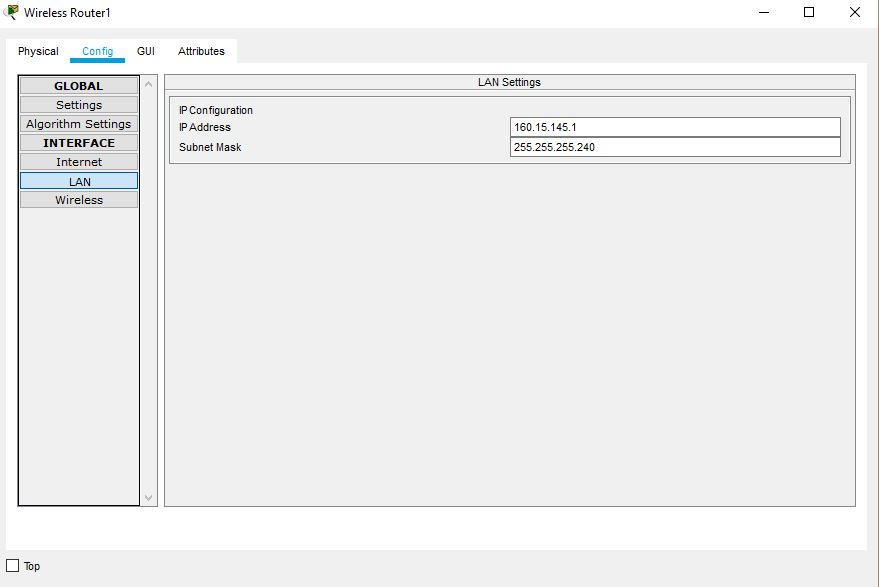 Wireless Router1
Physical Config GUI Attributes
GLOBAL
Settings
Algorithm Settings
INTERFACE
Internet
LAN
Wireless
LAN Settings
IP Configuration
IP Address 160.15.145.1
Subnet Mask 255.255.255.240
Top